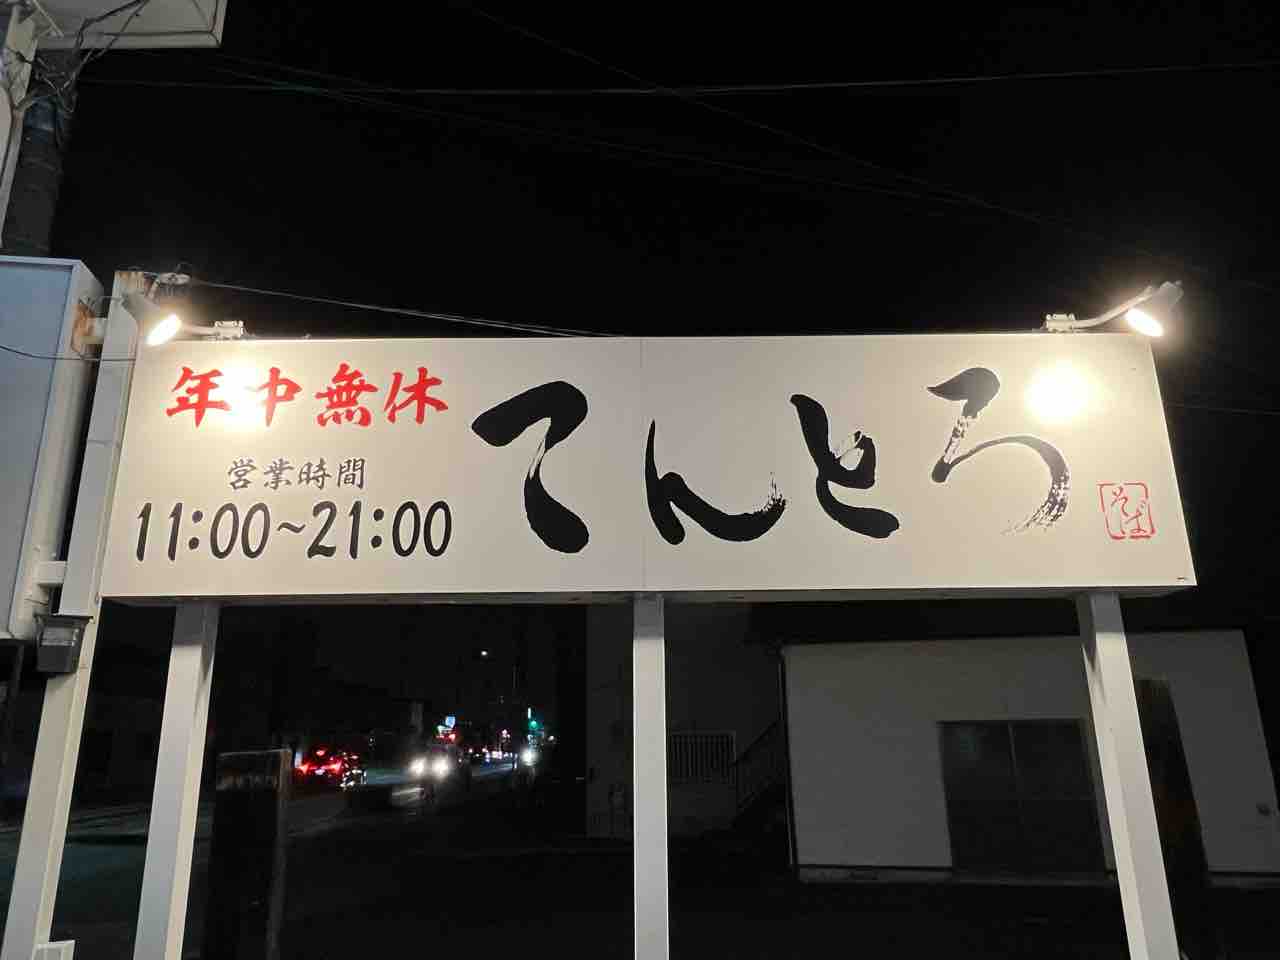 年中無休
営業時間
11:00~21:00
てんとろ
そば